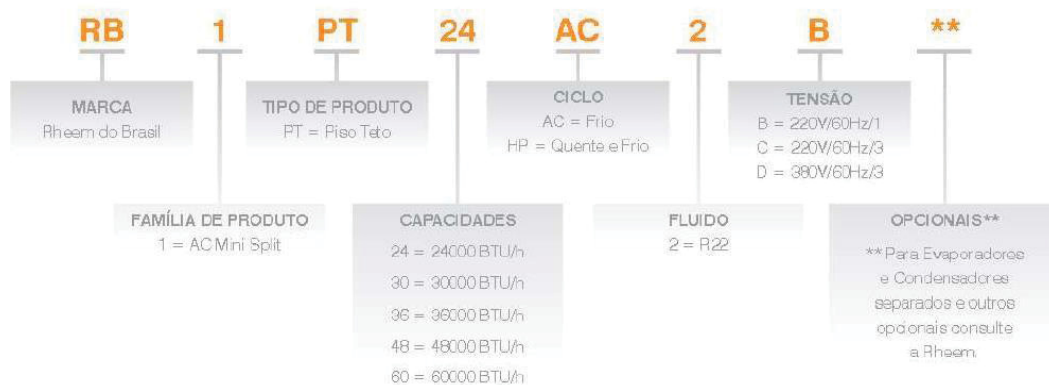 RB 1 PT 24 AC 2 B **
MARCA
Rheem do Brasil
TIPO DE PRODUTO
PT = Piso Teto
CICLO
AC = Frio
HP = Quente e Frio
TENSÃO
B = 220V/60Hz/1
C = 220V/60Hz/3
D = 380V/60Hz/3
FAMÍLIA DE PRODUTO
1 = AC Mini Split
CAPACIDADES
24 = 24000 BTU/h
30 = 30000 BTU/h
36 = 36000 BTU/h
48 = 48000 BTU/h
60 = 60000 BTU/h
FLUIDO
2 = R22
OPCIONAIS**
** Para Evaporadores
e Condensadores
separados e outros
opcionais consulte
a Rheem.